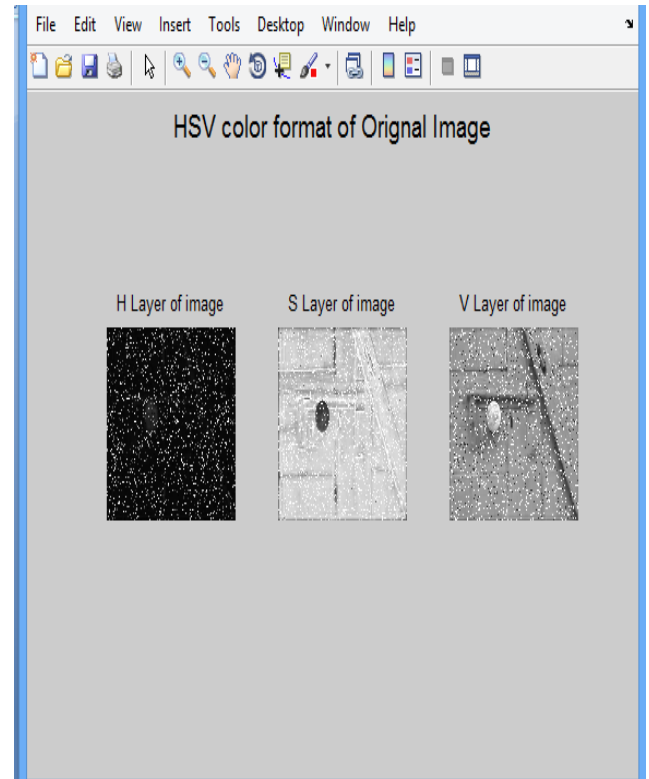 File Edit View Insert Tools Desktop Window Help
HSV color format of Orignal Image
H Layer of image S Layer of image V Layer of image